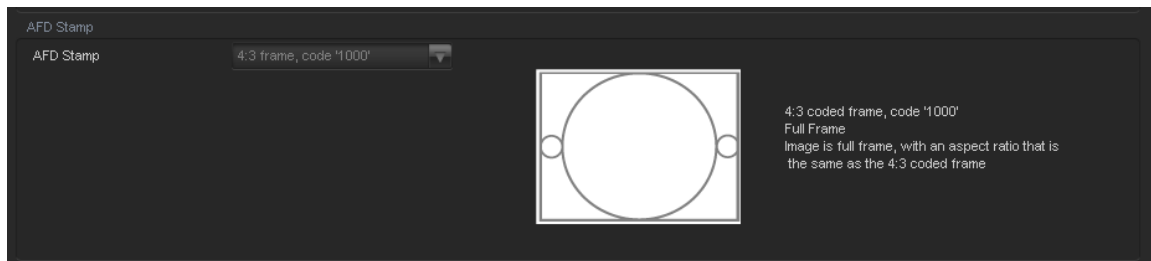 AFD Stamp
AFD Stamp
4:3 frame, code '1000'
4:3 coded frame, code '1000'
Full Frame
Image is full frame, with an aspect ratio that is
the same as the 4:3 coded frame